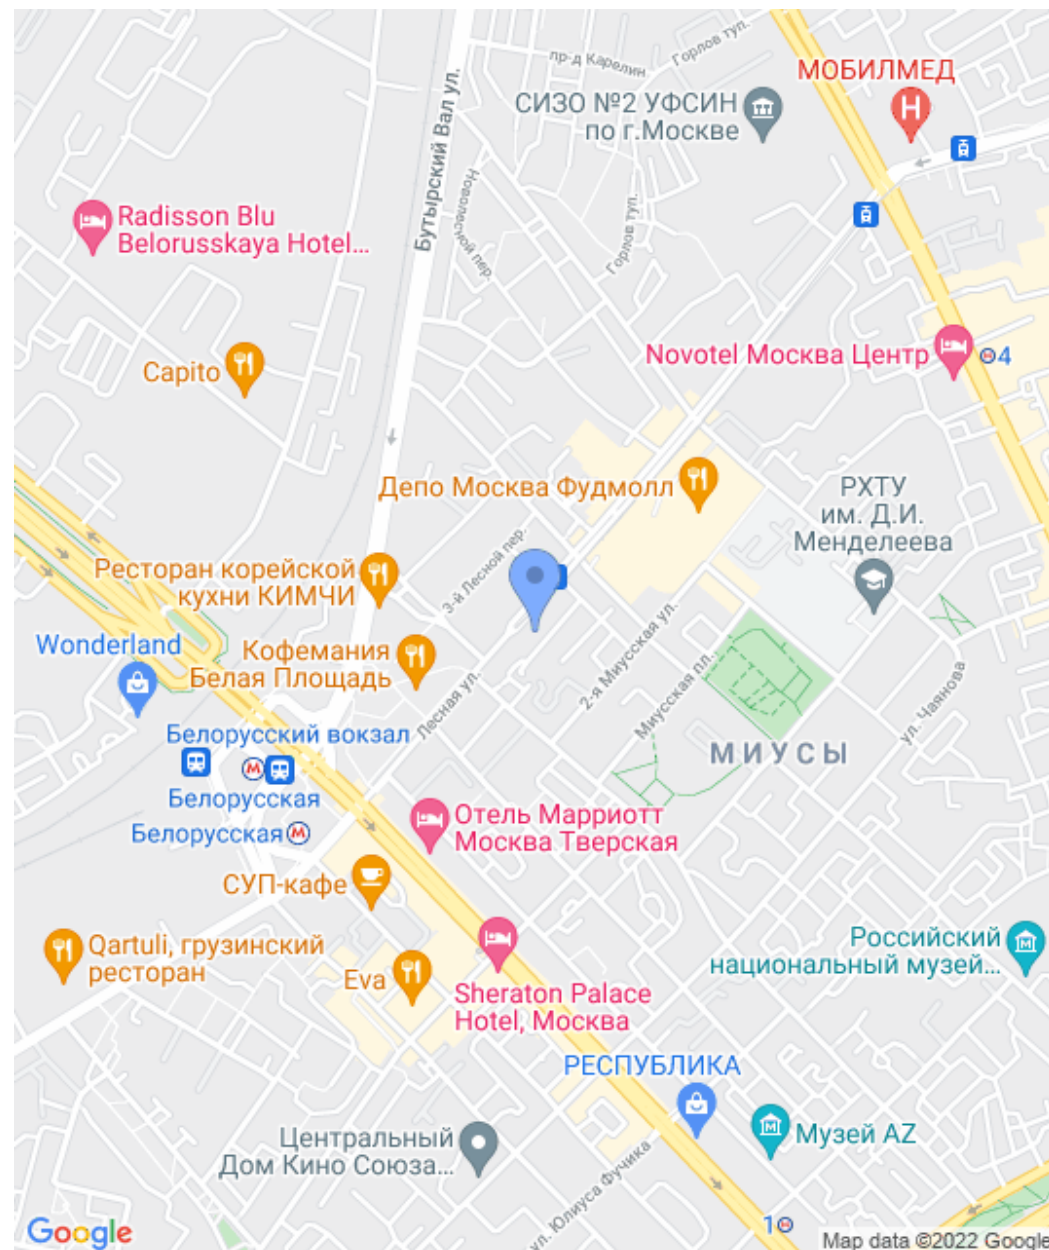 пр-д Карелин
Горлов туп.
МОБИЛМЕД
СИЗО №2 УФСИН
по г.Москве
Бутырский Вал ул.
Новолесной пер.
Горлов туп.
Radisson Blu
Belorusskaya Hotel...
Capito
Novotel Москва Центр
4
Депо Москва Фудмолл
РХТУ
им. Д.И.
Менделеева
3-й Лесной пер.
Ресторан корейской
кухни КИМЧИ
Wonderland
Кофемания
Белая Площадь
2-я Миусская ул.
Миусская пл.
ул. Чаянова
Лесная ул.
Белорусский вокзал
МИУСЫ
Белорусская
Белорусская
Отель Марриотт
Москва Тверская
СУП-кафе
Qartuli, грузинский
ресторан
Eva
Российский
национальный музей...
Sheraton Palace
Hotel, Москва
РЕСПУБЛИКА
Музей AZ
Центральный
Дом Кино Союза...
ул. Юлиуса Фучика
1
Google
Map data ©2022 Google